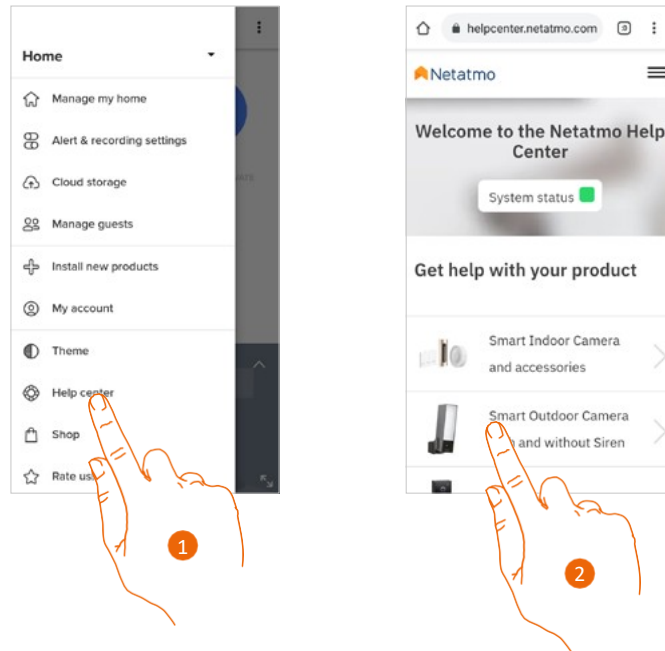 Home
Manage my home
Alert & recording settings
Cloud storage
Manage guests
Install new products
My account
Theme
Help center
Shop
Rate us
1
helpcenter.netatmo.com
Netatmo
Welcome to the Netatmo Help
Center
System status
Get help with your product
Smart Indoor Camera
and accessories
Smart Outdoor Camera
and without Siren
2